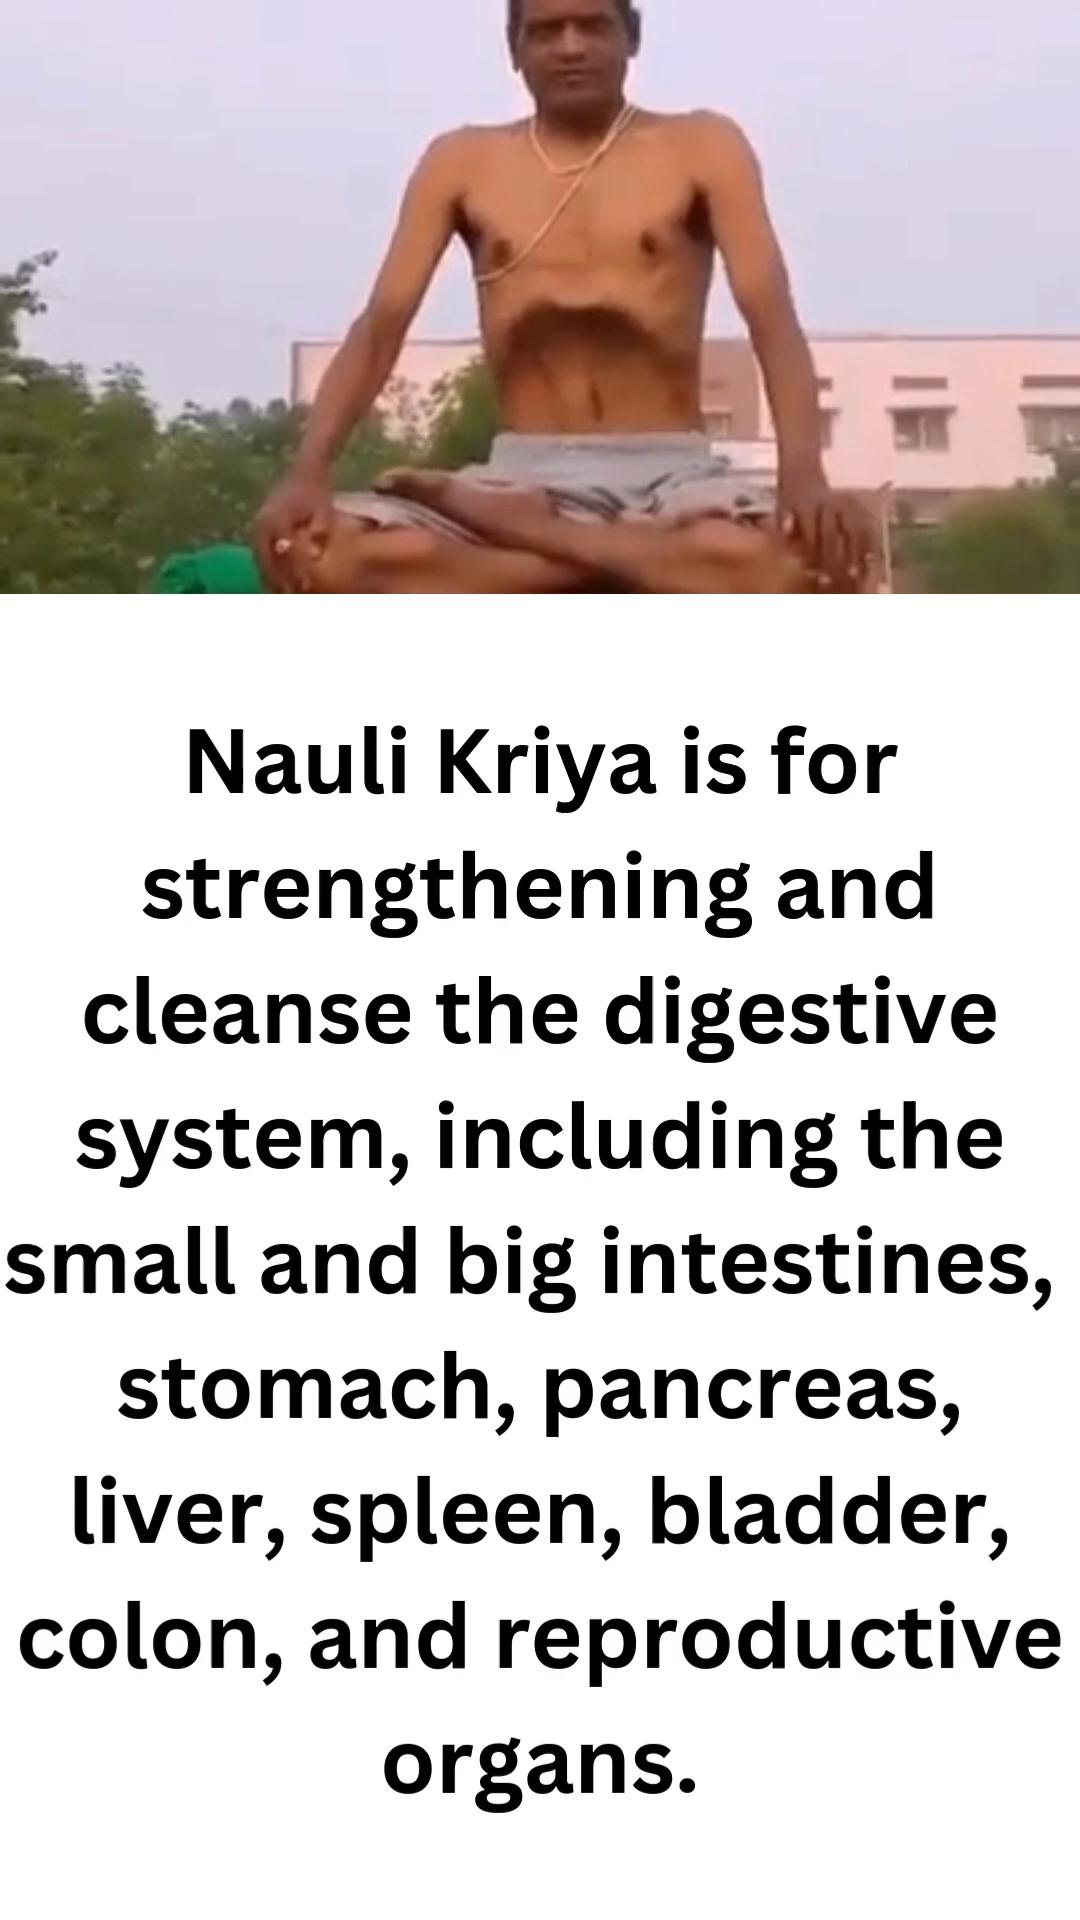 Nauli Kriya is for
strengthening and
cleanse the digestive
system, including the
small and big intestines,
stomach, pancreas,
liver, spleen, bladder,
colon, and reproductive
organs.